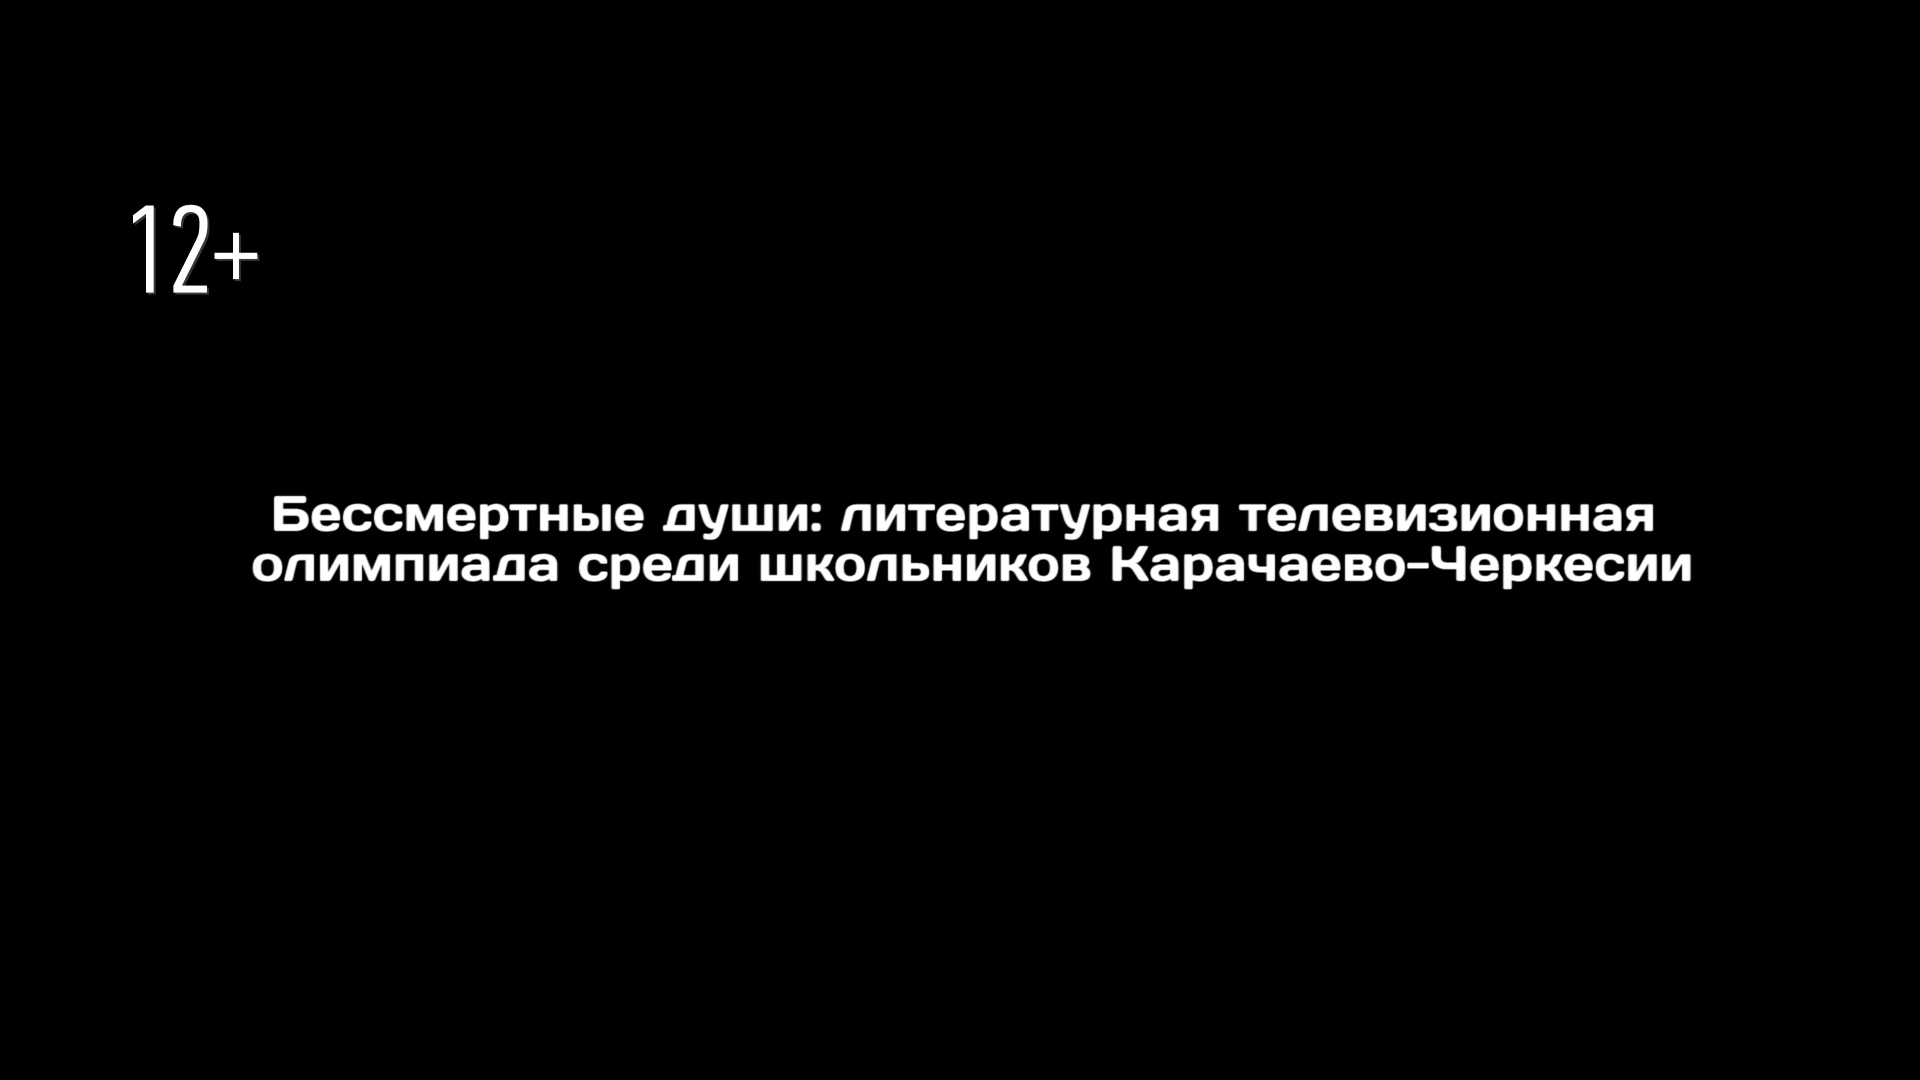 12+
Бессмертные души: литературная телевизионная
олимпиада среди школьников Карачаево-Черкесии